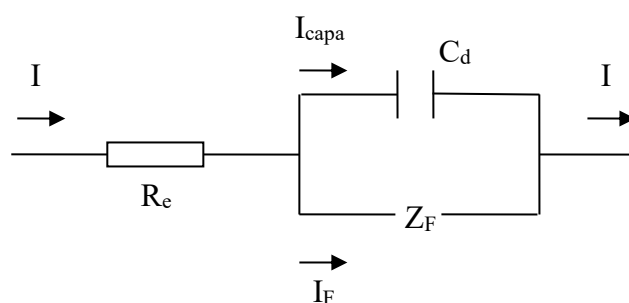 I_capa
C_d
I
I
R_e
Z_F
I_F